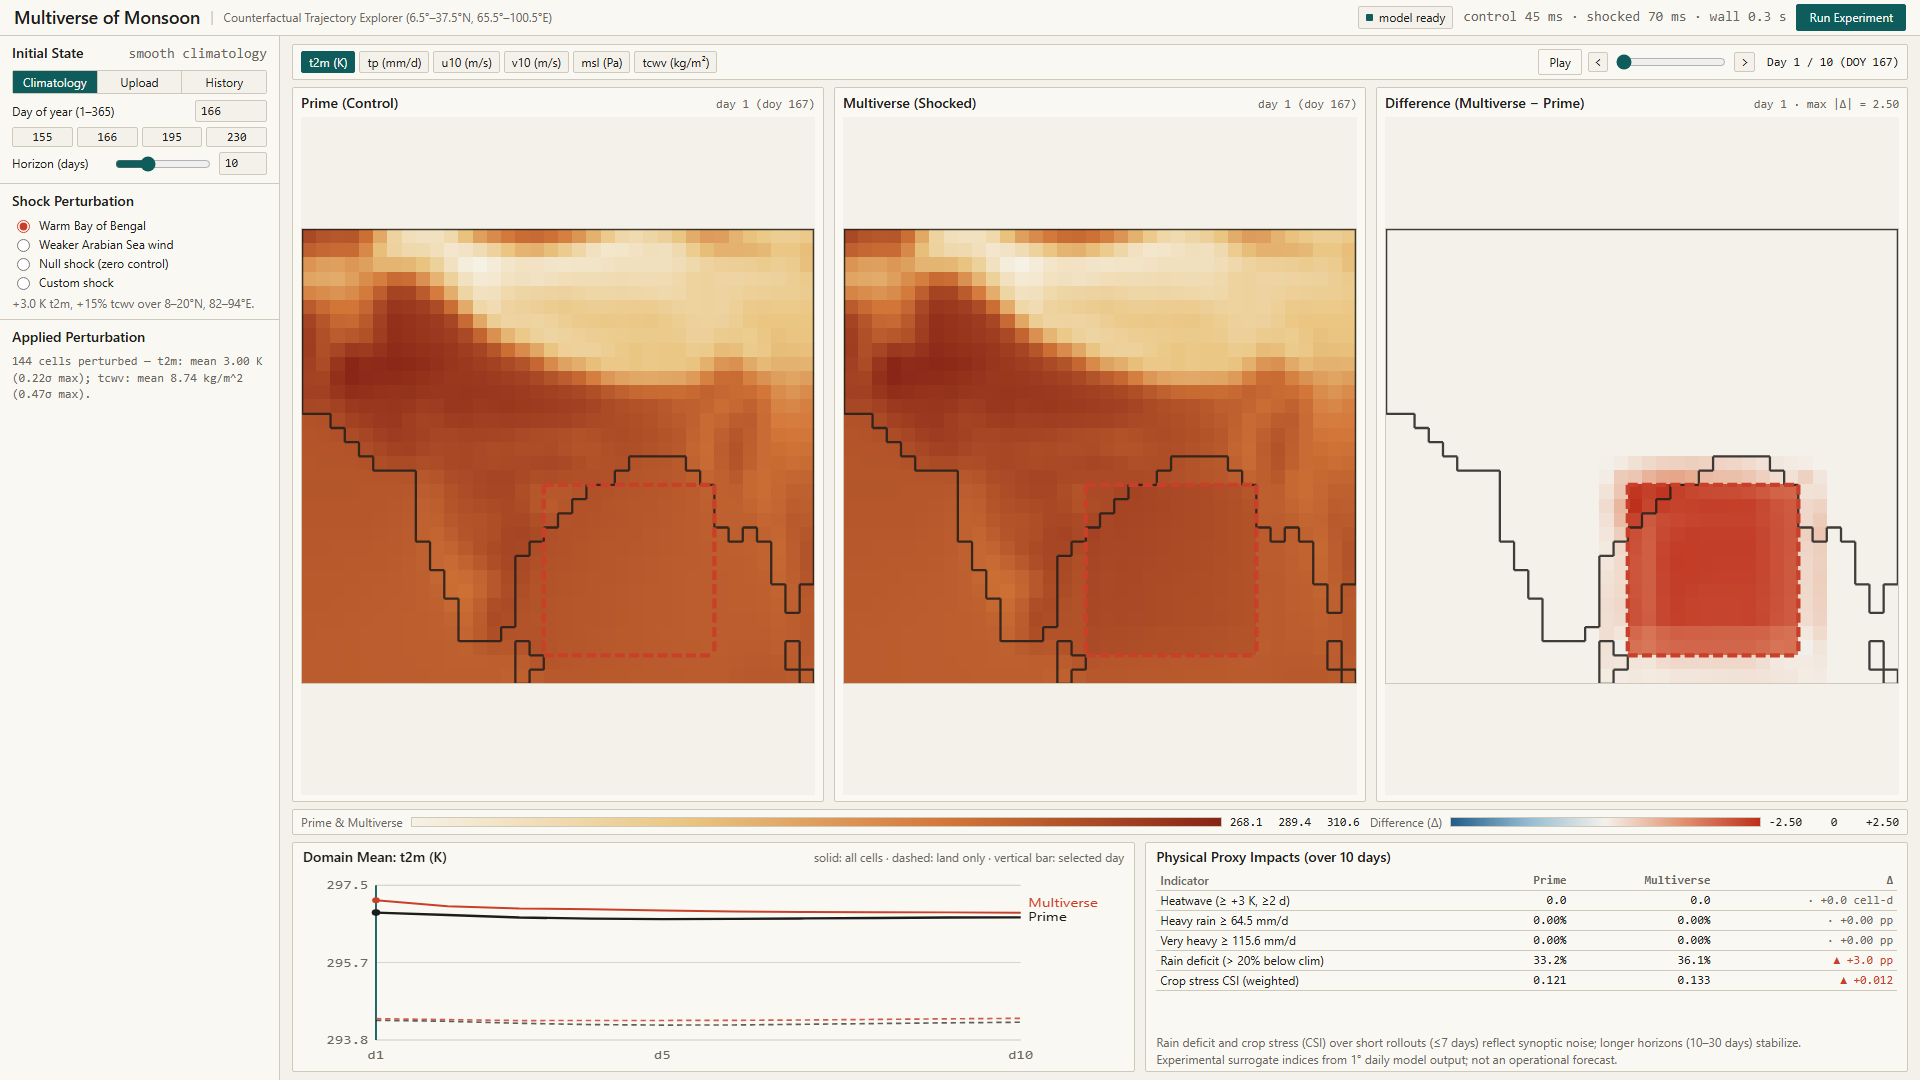 Multiverse of Monsoon
Counterfactual Trajectory Explorer (6.5°–37.5°N, 65.5°–100.5°E)
model ready
control 45 ms · shocked 70 ms · wall 0.3 s
Run Experiment
Initial State
smooth climatology
Climatology
Upload
History
Day of year (1–365)
166
155
166
195
230
Horizon (days)
10
Shock Perturbation
Warm Bay of Bengal
Weaker Arabian Sea wind
Null shock (zero control)
Custom shock
+3.0 K t2m, +15% tcwv over 8–20°N, 82–94°E.
Applied Perturbation
144 cells perturbed — t2m: mean 3.00 K
(0.22σ max); tcwv: mean 8.74 kg/m^2
(0.47σ max).
t2m (K)
tp (mm/d)
u10 (m/s)
v10 (m/s)
msl (Pa)
tcwv (kg/m²)
Play
<
>
Day 1 / 10 (DOY 167)
Prime (Control)
day 1 (doy 167)
Multiverse (Shocked)
day 1 (doy 167)
Difference (Multiverse − Prime)
day 1 · max |Δ| = 2.50
Prime & Multiverse
268.1 289.4 310.6
Difference (Δ)
-2.50 0 +2.50
Domain Mean: t2m (K)
solid: all cells · dashed: land only · vertical bar: selected day
297.5
295.7
293.8
Multiverse
Prime
d1 d5 d10
Physical Proxy Impacts (over 10 days)
Indicator Prime Multiverse Δ
Heatwave (≥ +3 K, ≥2 d) 0.0 0.0 · +0.0 cell-d
Heavy rain ≥ 64.5 mm/d 0.00% 0.00% · +0.00 pp
Very heavy ≥ 115.6 mm/d 0.00% 0.00% · +0.00 pp
Rain deficit (> 20% below clim) 33.2% 36.1% ▲ +3.0 pp
Crop stress CSI (weighted) 0.121 0.133 ▲ +0.012
Rain deficit and crop stress (CSI) over short rollouts (≤7 days) reflect synoptic noise; longer horizons (10–30 days) stabilize.
Experimental surrogate indices from 1° daily model output; not an operational forecast.